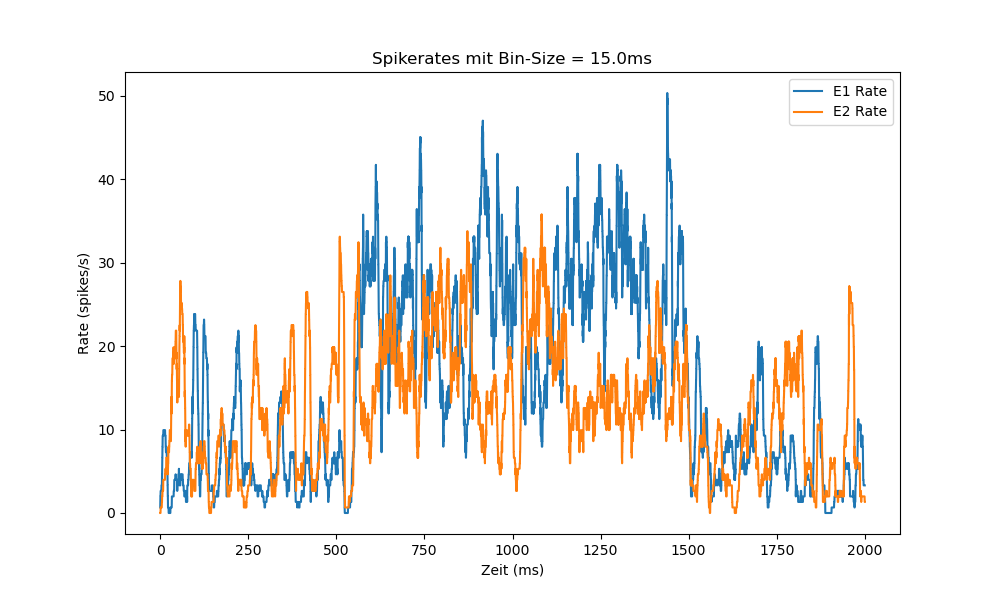 Spikerates mit Bin-Size = 15.0ms
E1 Rate
E2 Rate
50
40
30
20
10
0
Rate (spikes/s)
0 250 500 750 1000 1250 1500 1750 2000
Zeit (ms)